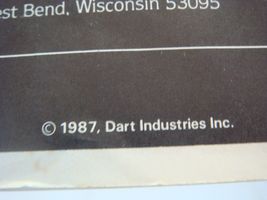 est Bend, Wisconsin 53095
© 1987, Dart Industries Inc.